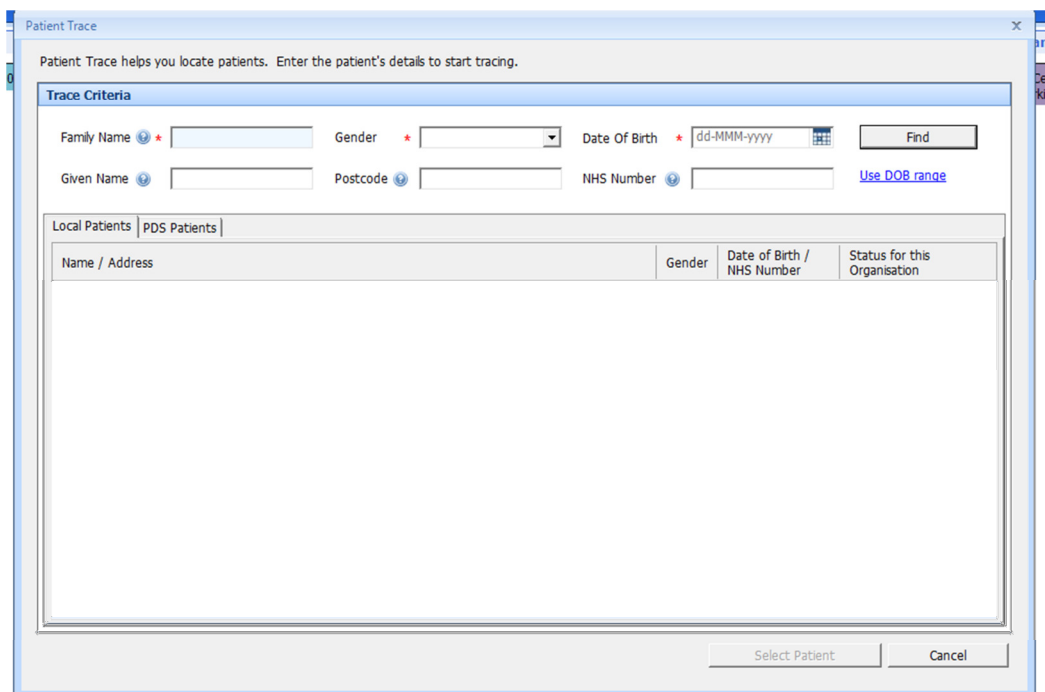 Patient Trace
Patient Trace helps you locate patients. Enter the patient's details to start tracing.
Trace Criteria
Family Name * Gender * Date Of Birth * dd-MMM-yyyy Find
Given Name Postcode NHS Number Use DOB range
Local Patients PDS Patients
Name / Address Gender Date of Birth / NHS Number Status for this Organisation
Select Patient Cancel